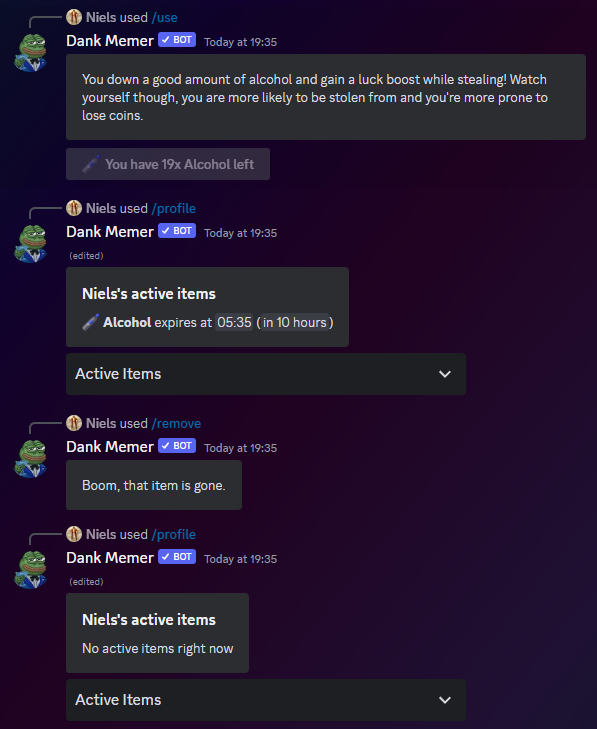 Niels used /use
Dank Memer ✓ BOT Today at 19:35
You down a good amount of alcohol and gain a luck boost while stealing! Watch
yourself though, you are more likely to be stolen from and you're more prone to
lose coins.
You have 19x Alcohol left
Niels used /profile
Dank Memer ✓ BOT Today at 19:35
(edited)
Niels's active items
Alcohol expires at 05:35 (in 10 hours)
Active Items
Niels used /remove
Dank Memer ✓ BOT Today at 19:35
Boom, that item is gone.
Niels used /profile
Dank Memer ✓ BOT Today at 19:35
(edited)
Niels's active items
No active items right now
Active Items